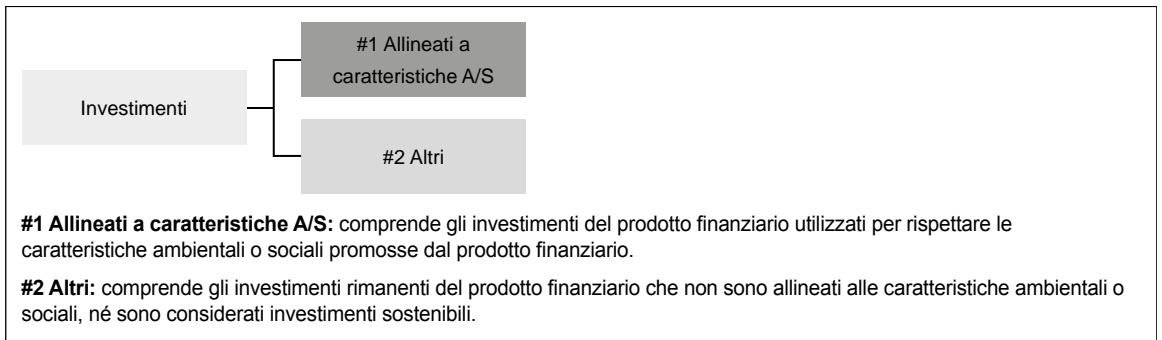 #1 Allineati a
caratteristiche A/S
Investimenti
#2 Altri
#1 Allineati a caratteristiche A/S: comprende gli investimenti del prodotto finanziario utilizzati per rispettare le
caratteristiche ambientali o sociali promosse dal prodotto finanziario.
#2 Altri: comprende gli investimenti rimanenti del prodotto finanziario che non sono allineati alle caratteristiche ambientali o
sociali, né sono considerati investimenti sostenibili.